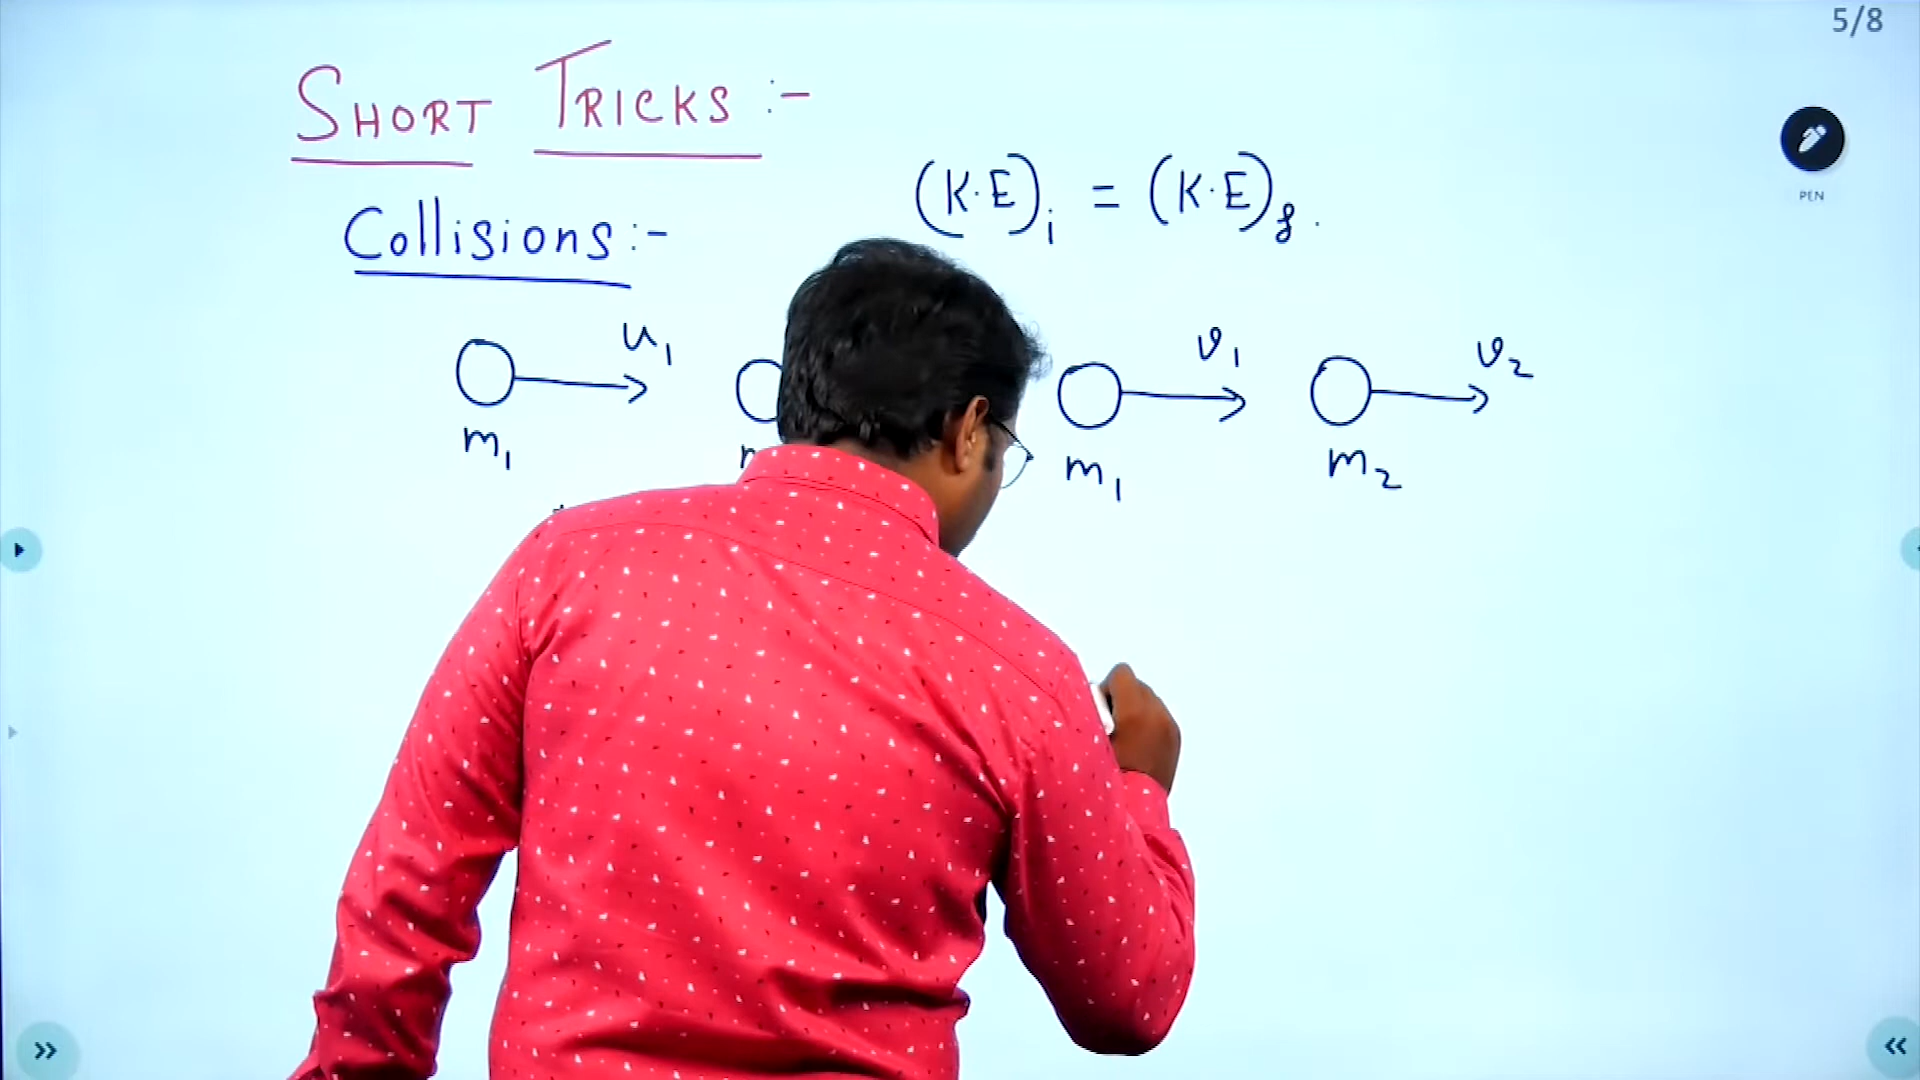 5/8
SHORT TRICKS :-
PEN
(K.E)i = (K.E)f.
Collisions :-
u1 v1 v2
m1 m1 m2